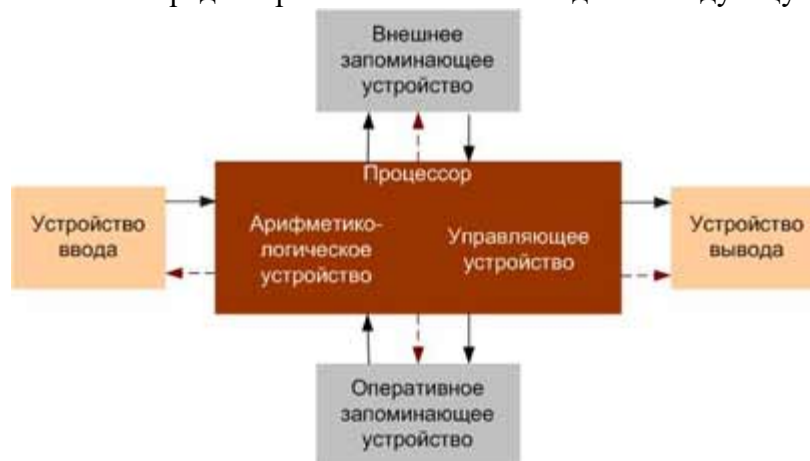 Внешнее
запоминающее
устройство
Процессор
Устройство
ввода
Арифметико-
логическое
устройство
Управляющее
устройство
Устройство
вывода
Оперативное
запоминающее
устройство